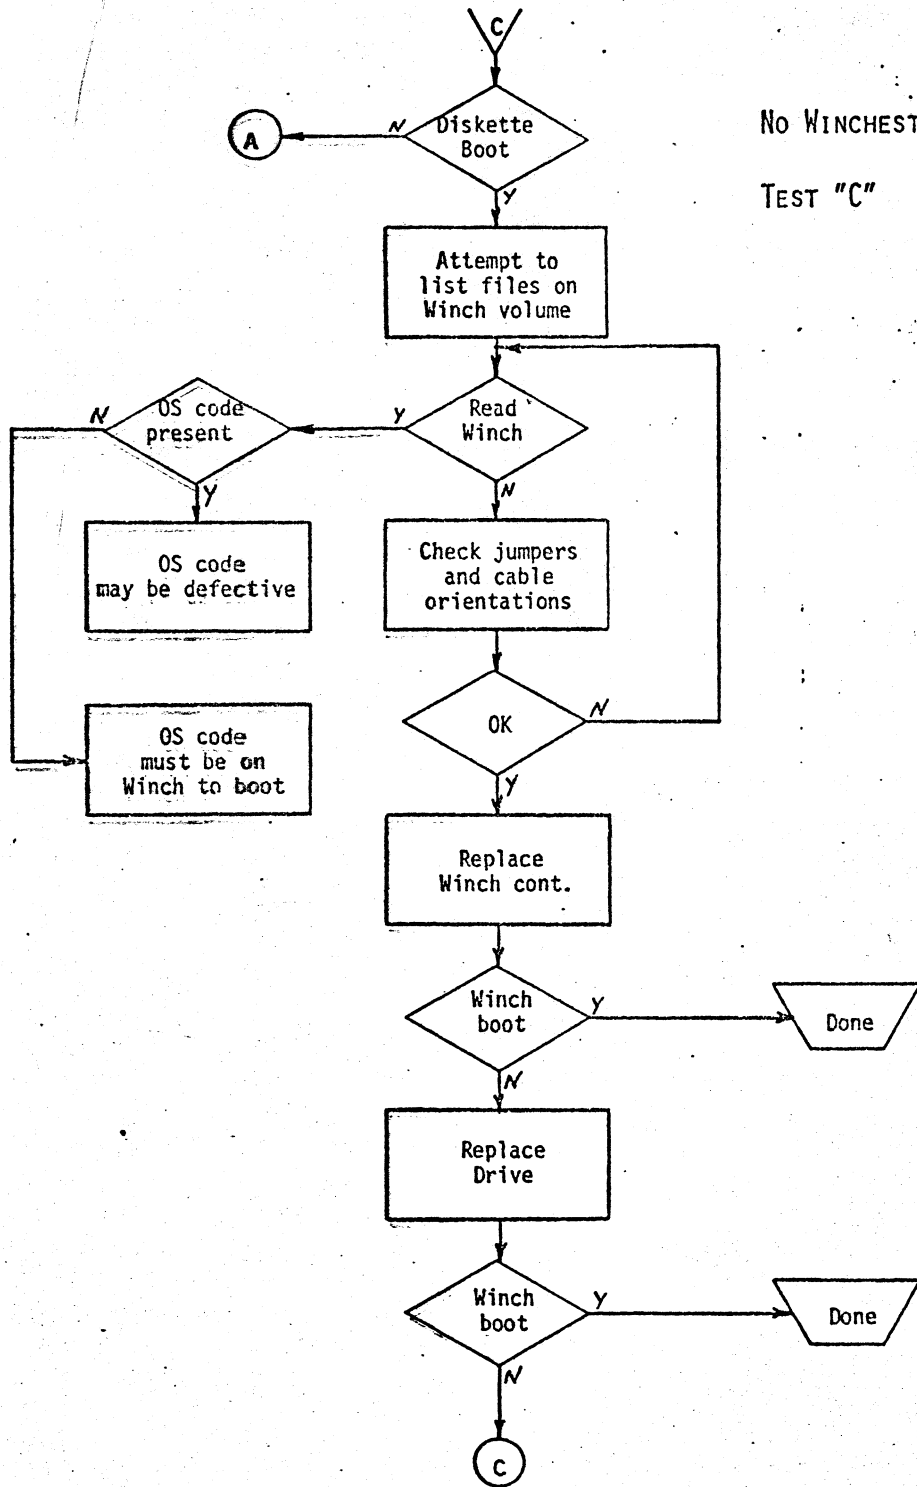 C
No WINCHEST
TEST "C"
N
Diskette
Boot
A
Y
Attempt to
list files on
Winch volume
N
OS code
present
Y
Read
Winch
Y
N
OS code
may be defective
Check jumpers
and cable
orientations
OK
N
OS code
must be on
Winch to boot
Y
Replace
Winch cont.
Winch
boot
Y
Done
N
Replace
Drive
Winch
boot
Y
Done
N
C